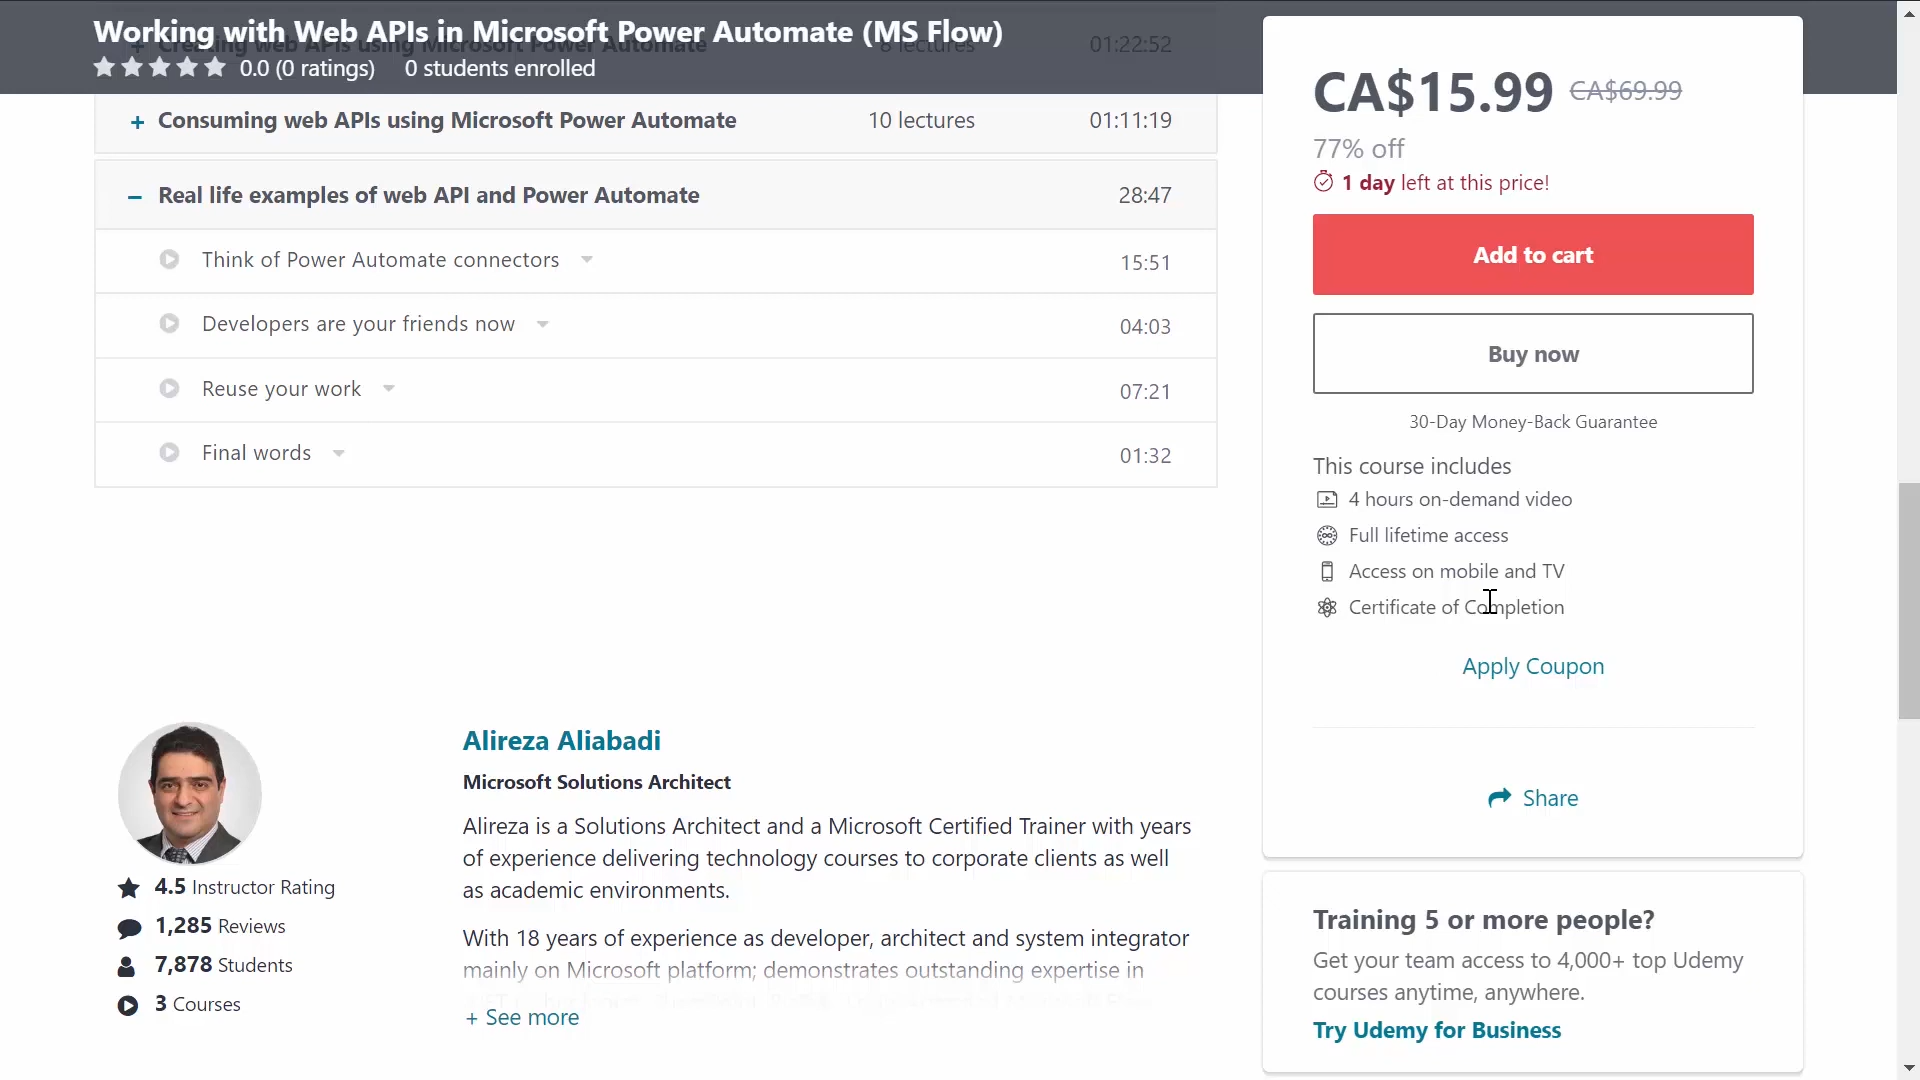 Working with Web APIs in Microsoft Power Automate (MS Flow)
0.0 (0 ratings) 0 students enrolled
+ Creating web APIs using Microsoft Power Automate 8 lectures 01:22:52
+ Consuming web APIs using Microsoft Power Automate 10 lectures 01:11:19
– Real life examples of web API and Power Automate 28:47
Think of Power Automate connectors 15:51
Developers are your friends now 04:03
Reuse your work 07:21
Final words 01:32
Alireza Aliabadi
Microsoft Solutions Architect
Alireza is a Solutions Architect and a Microsoft Certified Trainer with years
of experience delivering technology courses to corporate clients as well
as academic environments.
With 18 years of experience as developer, architect and system integrator
mainly on Microsoft platform; demonstrates outstanding expertise in
+ See more
4.5 Instructor Rating
1,285 Reviews
7,878 Students
3 Courses
CA$15.99 CA$69.99
77% off
1 day left at this price!
Add to cart
Buy now
30-Day Money-Back Guarantee
This course includes
4 hours on-demand video
Full lifetime access
Access on mobile and TV
Certificate of Completion
Apply Coupon
Share
Training 5 or more people?
Get your team access to 4,000+ top Udemy
courses anytime, anywhere.
Try Udemy for Business